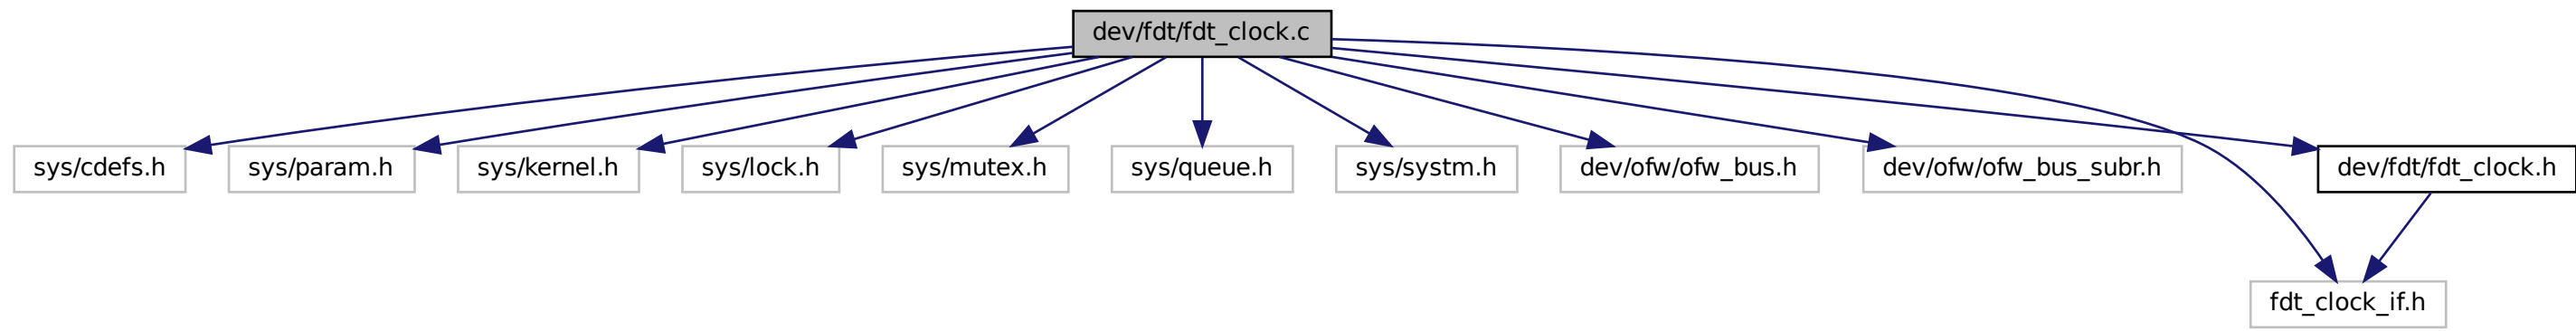 dev/fdt/fdt_clock.c
sys/cdefs.h
sys/param.h
sys/kernel.h
sys/lock.h
sys/mutex.h
sys/queue.h
sys/systm.h
dev/ofw/ofw_bus.h
dev/ofw/ofw_bus_subr.h
dev/fdt/fdt_clock.h
fdt_clock_if.h